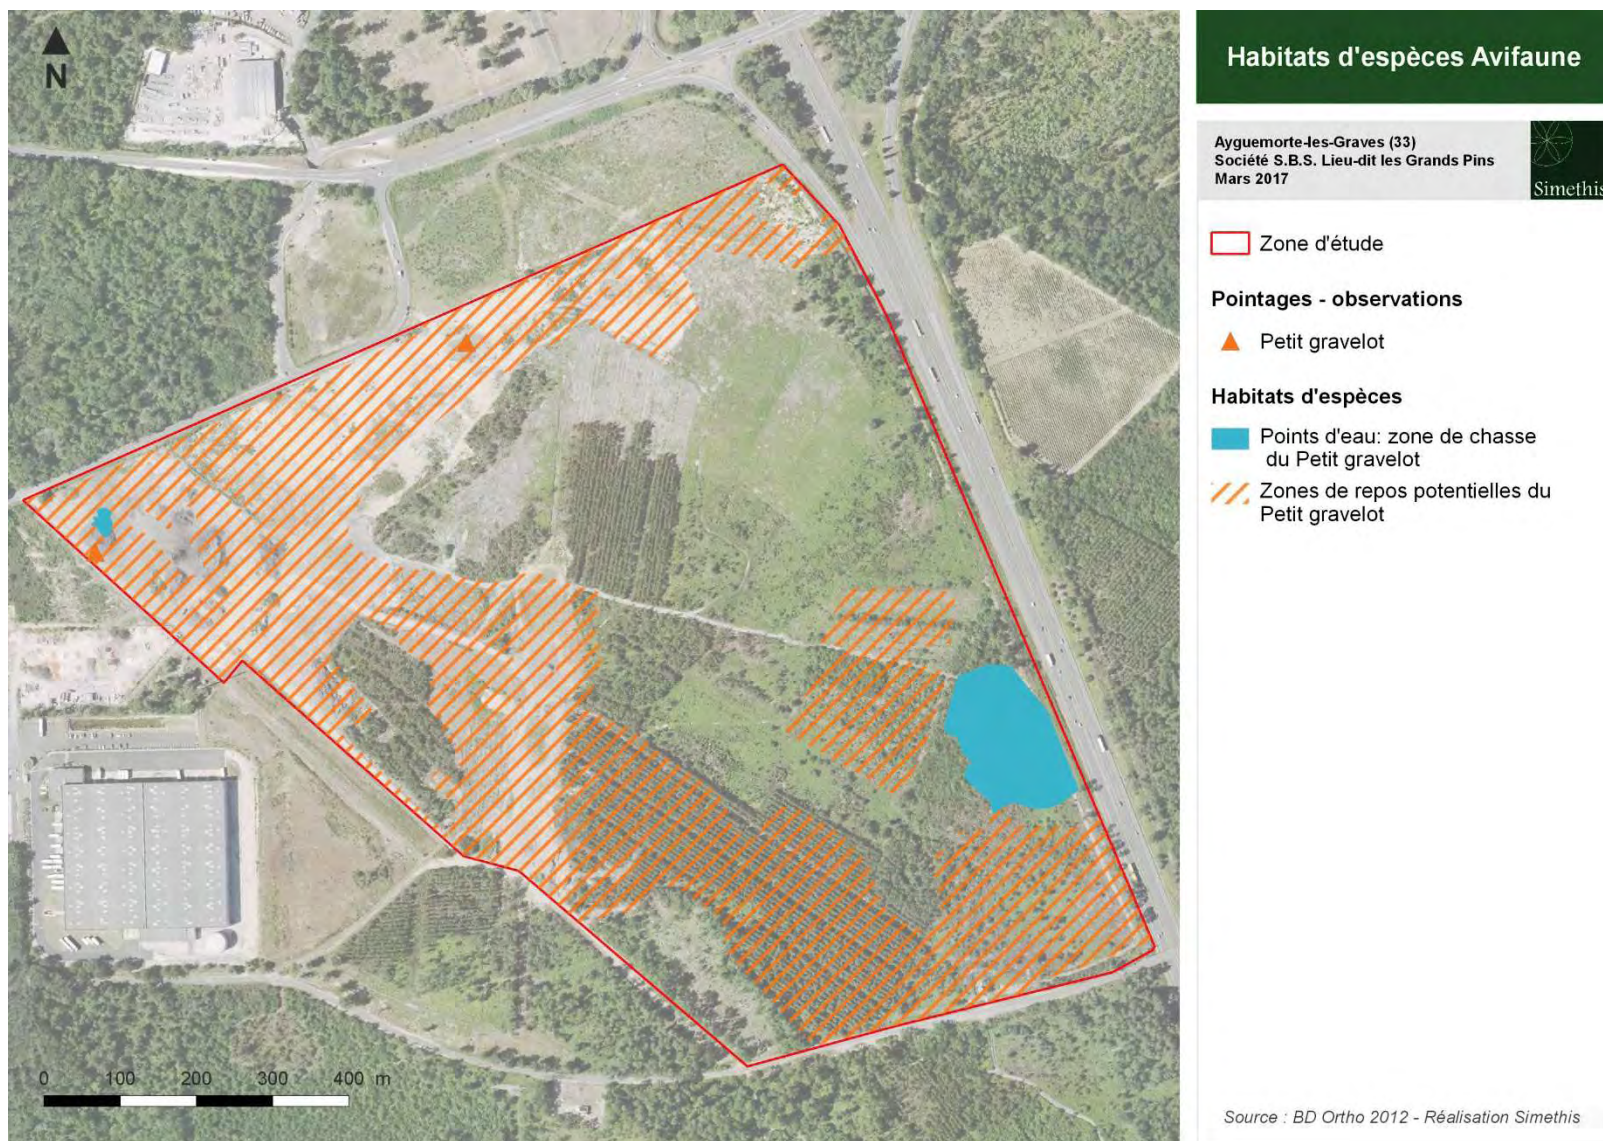 N
0 100 200 300 400 m
Habitats d'espèces Avifaune
Ayguemorte-les-Graves (33)
Société S.B.S. Lieu-dit les Grands Pins
Mars 2017
Simethis
Zone d'étude
Pointages - observations
Petit gravelot
Habitats d'espèces
Points d'eau: zone de chasse
du Petit gravelot
Zones de repos potentielles du
Petit gravelot
Source : BD Ortho 2012 - Réalisation Simethis